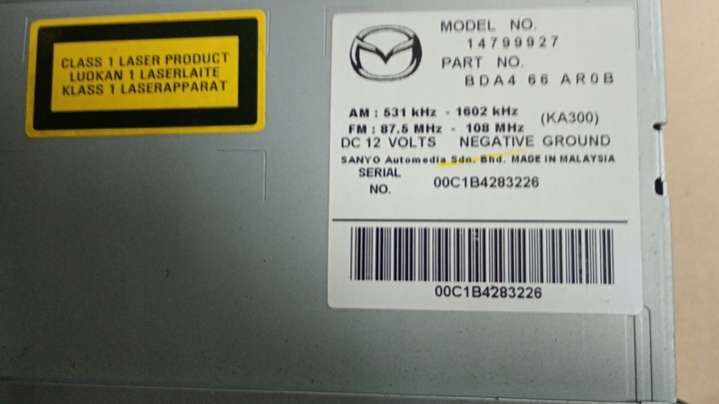 CLASS 1 LASER PRODUCT
LUOKAN 1 LASERLAITE
KLASS 1 LASERAPPARAT
MODEL NO.
14799927
PART NO.
BDA4 66 AR0B
AM : 531 kHz - 1602 kHz
(KA300)
FM : 87.5 MHz - 108 MHz
DC 12 VOLTS NEGATIVE GROUND
SANYO Automedia Sdn. Bhd. MADE IN MALAYSIA
SERIAL
NO.
00C1B4283226
00C1B4283226